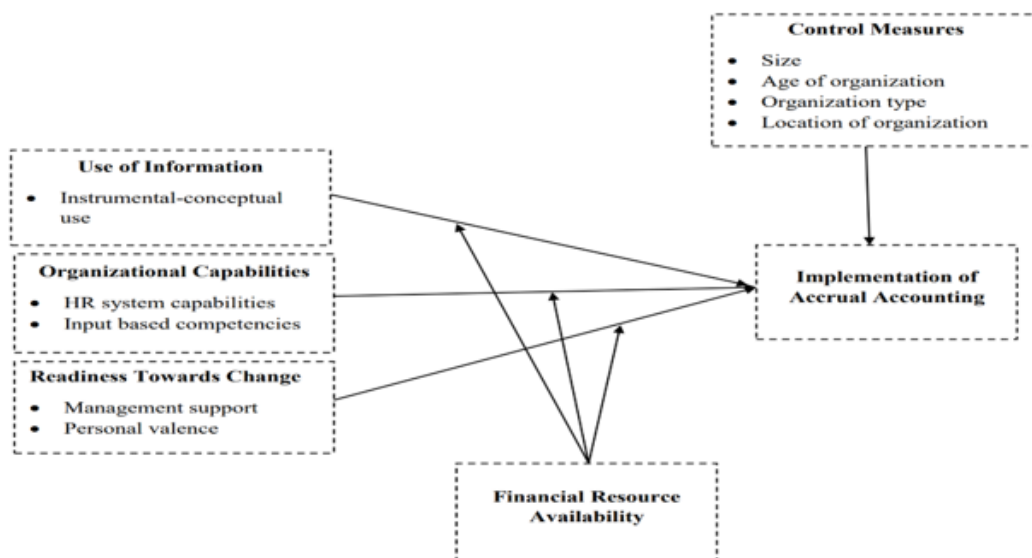 Control Measures
• Size
• Age of organization
• Organization type
• Location of organization
Use of Information
• Instrumental-conceptual
use
Organizational Capabilities
• HR system capabilities
• Input based competencies
Readiness Towards Change
• Management support
• Personal valence
Implementation of
Accrual Accounting
Financial Resource
Availability